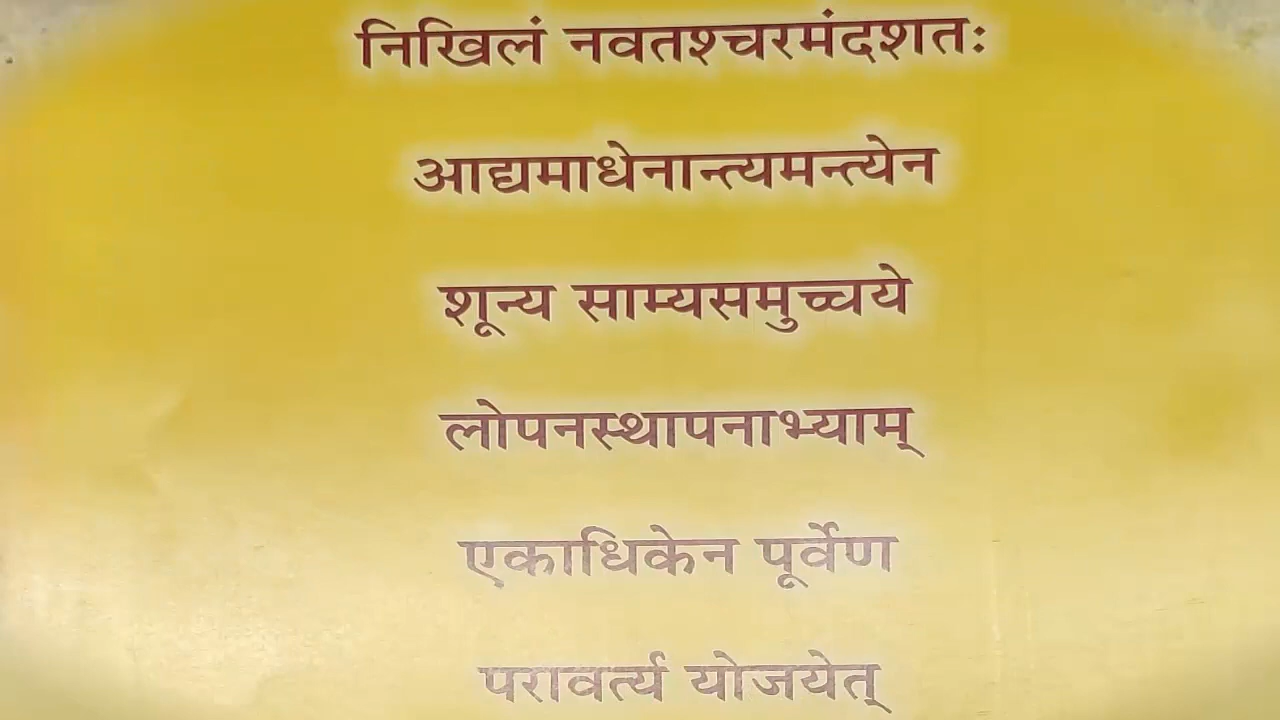 निखिलं नवतश्चरमंदशतः
आद्यमाधेनान्त्यमन्त्येन
शून्य साम्यसमुच्चये
लोपनस्थापनाभ्याम्
एकाधिकेन पूर्वेण
परावर्त्य योजयेत्